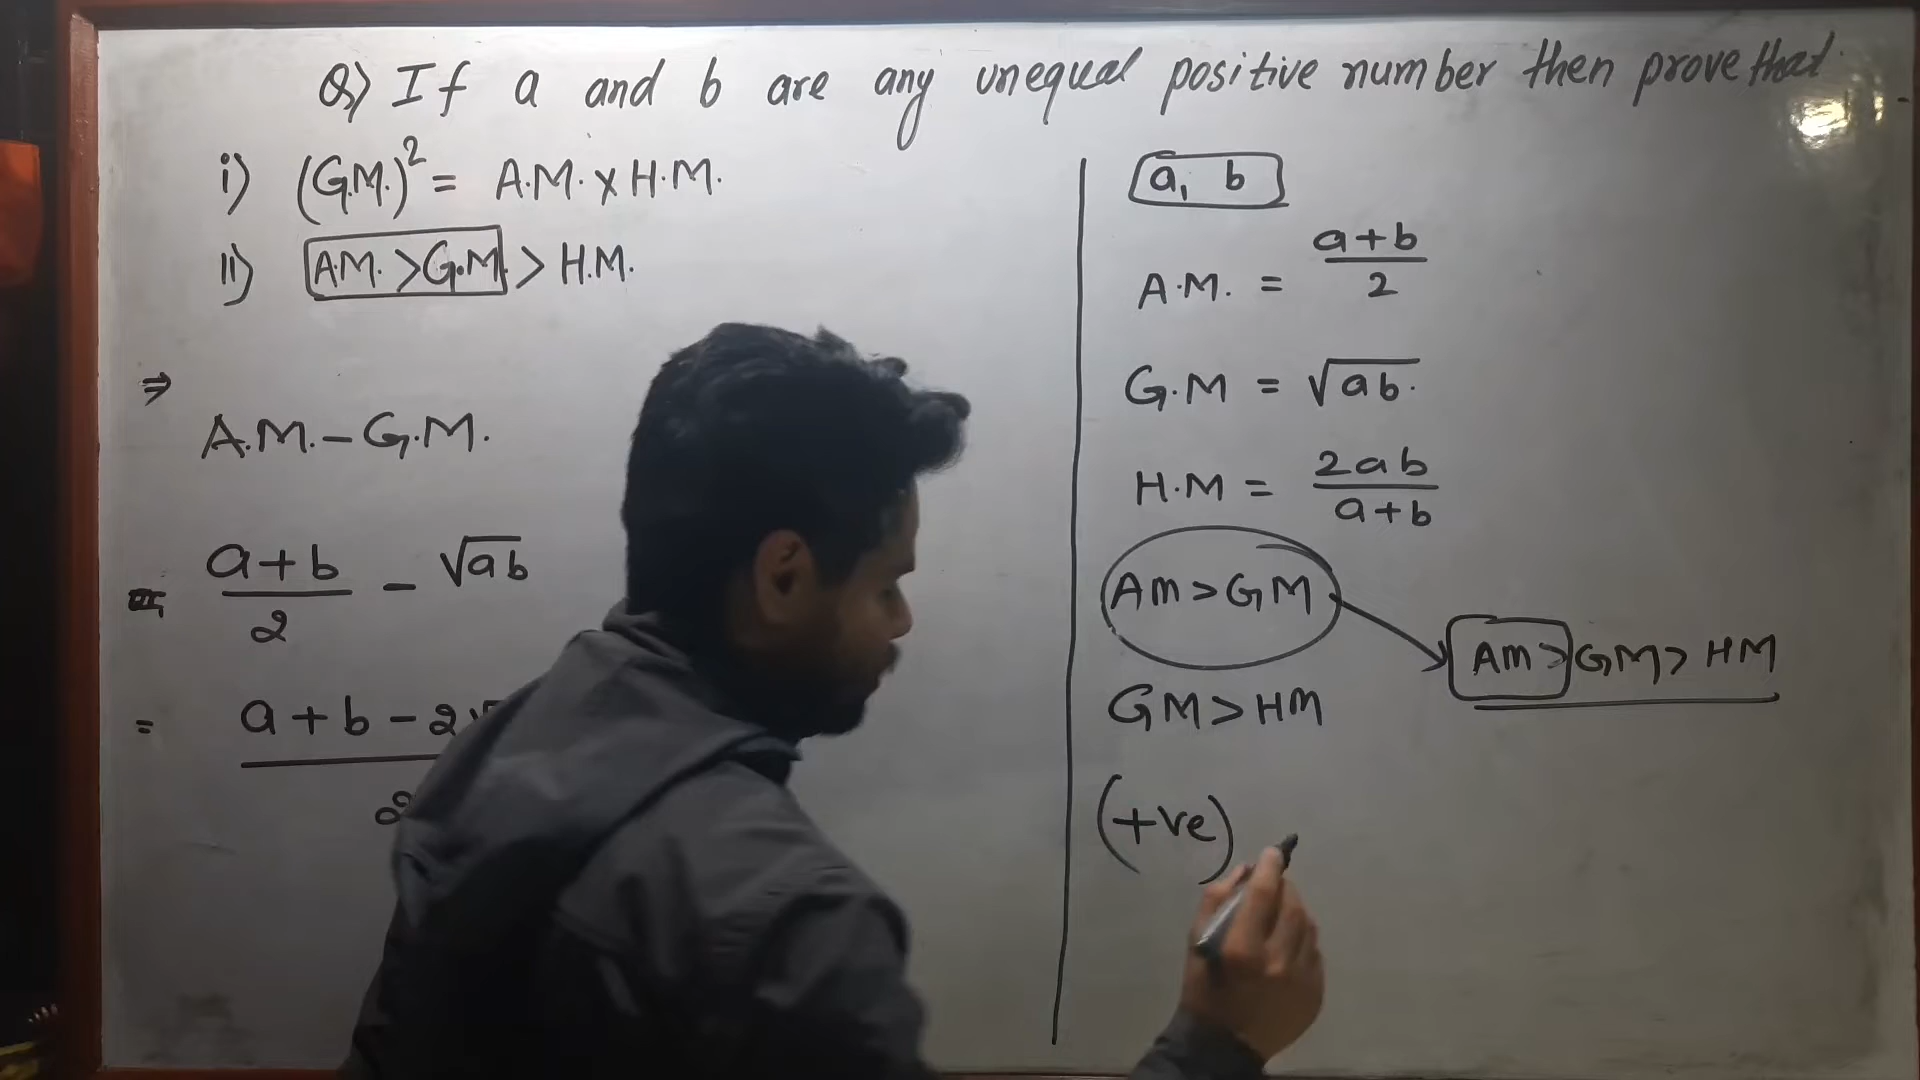 Q) If a and b are any unequal positive number then prove that
i) (G.M.)² = A.M. x H.M.
ii) A.M. > G.M. > H.M.
⇒
A.M. - G.M.
a+b/2 - √ab
= a+b-2√
2
a, b
A.M. = a+b/2
G.M = √ab.
H.M = 2ab/a+b
Am > GM
Am > GM > HM
GM > HM
(+ve)